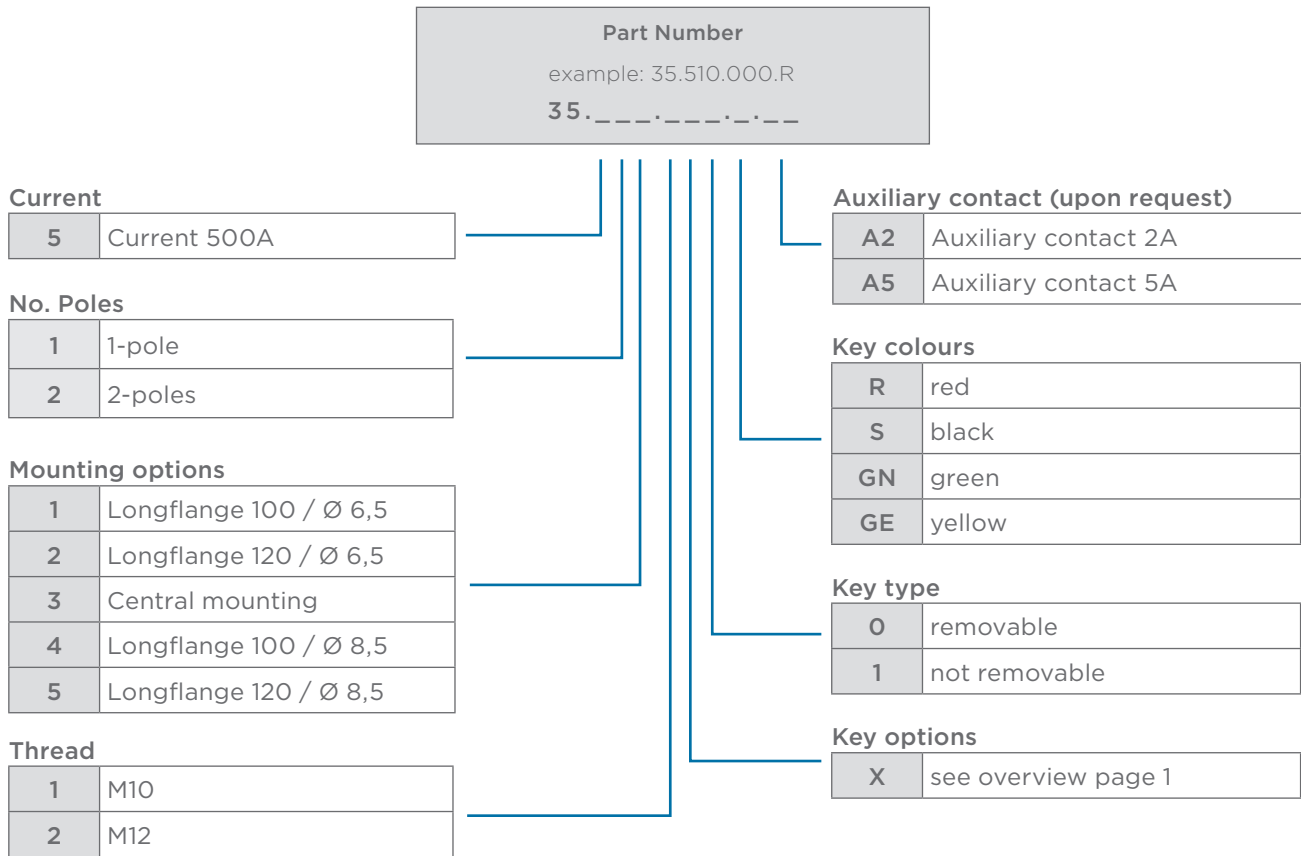 Part Number
example: 35.510.000.R
35._ _ _._ _ _._._ _
Current
5 Current 500A
No. Poles
1 1-pole
2 2-poles
Mounting options
1 Longflange 100 / Ø 6,5
2 Longflange 120 / Ø 6,5
3 Central mounting
4 Longflange 100 / Ø 8,5
5 Longflange 120 / Ø 8,5
Thread
1 M10
2 M12
Auxiliary contact (upon request)
A2 Auxiliary contact 2A
A5 Auxiliary contact 5A
Key colours
R red
S black
GN green
GE yellow
Key type
0 removable
1 not removable
Key options
X see overview page 1